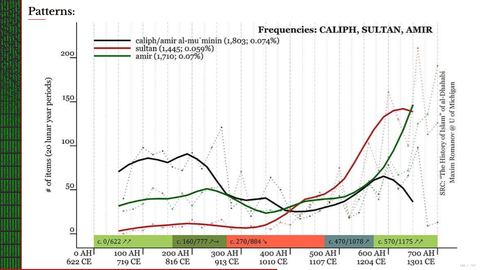 Patterns:
Frequencies: CALIPH, SULTAN, AMIR
caliph/amir al-muʾminin (1,803; 0.074%)
sultan (1,445; 0.059%)
amir (1,710; 0.07%)
# of Items (20 lunar year periods)
200
150
100
50
0
c. 0/622 ↗↗
c. 160/777 ↝
c. 270/884 ↘
c. 470/1078 ↗
c. 570/1175 ↗↗
0 AH 100 AH 200 AH 300 AH 400 AH 500 AH 600 AH 700 AH
622 CE 719 CE 816 CE 913 CE 1010 CE 1107 CE 1204 CE 1301 CE
SRC: "The History of Islam" of al-Dhahabi
Maxim Romanov @ U of Michigan